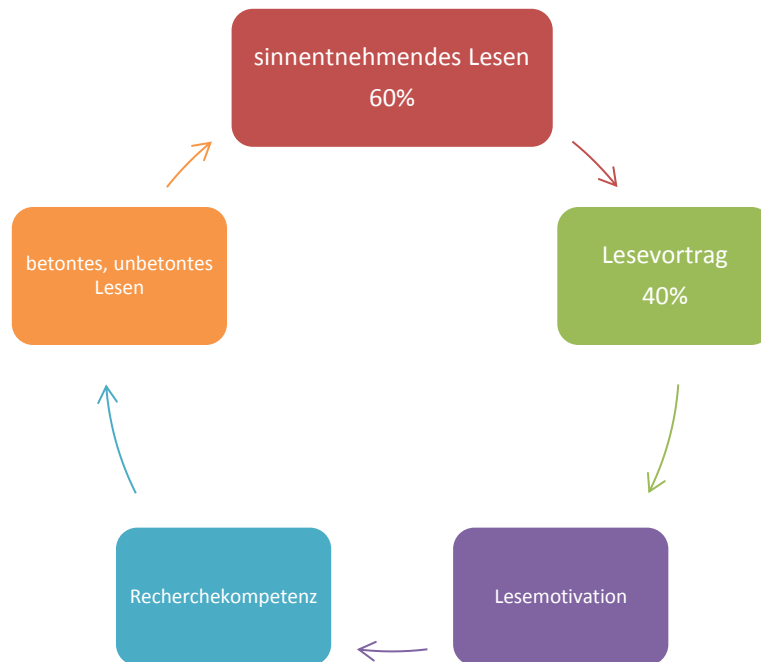 sinnentnehmendes Lesen
60%
Lesevortrag
40%
Lesemotivation
Recherchekompetenz
betontes, unbetontes
Lesen